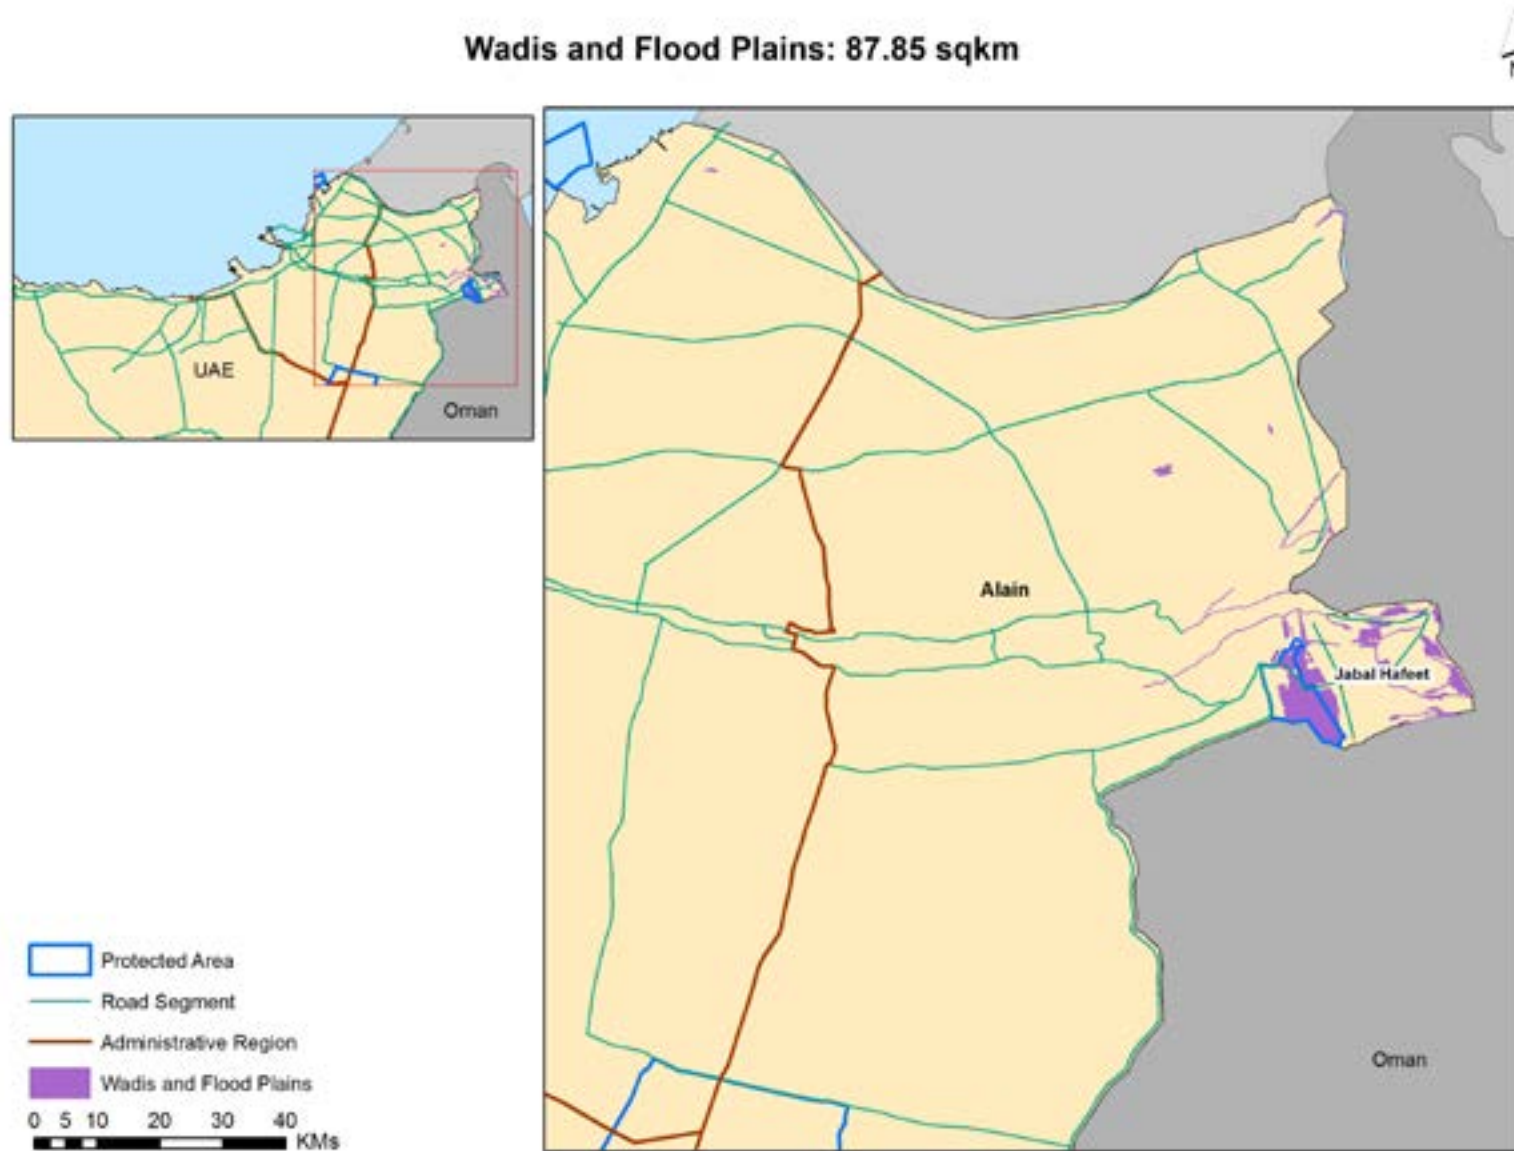 Wadis and Flood Plains: 87.85 sqkm
N
UAE
Oman
Alain
Jabal Hafeet
Oman
Protected Area
Road Segment
Administrative Region
Wadis and Flood Plains
0 5 10 20 30 40
KMs